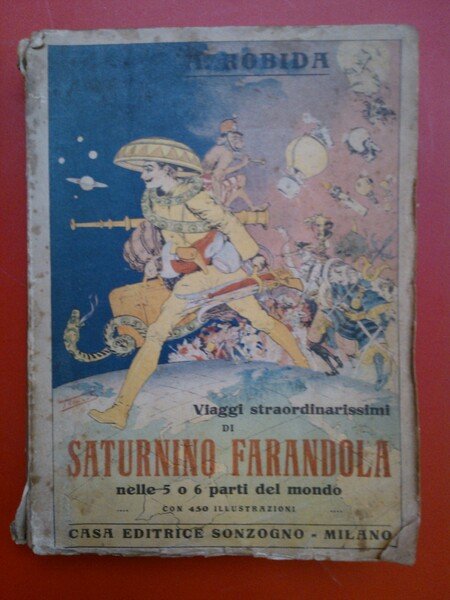 A. ROBIDA
Viaggi straordinarissimi
DI
SATURNINO FARANDOLA
nelle 5 o 6 parti del mondo
.... CON 450 ILLUSTRAZIONI ....
CASA EDITRICE SONZOGNO - MILANO